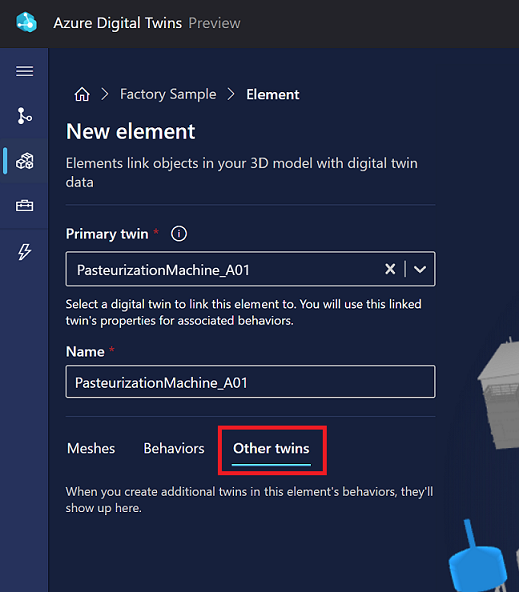 Azure Digital Twins Preview
Factory Sample Element
New element
Elements link objects in your 3D model with digital twin
data
Primary twin *
PasteurizationMachine_A01
Select a digital twin to link this element to. You will use this linked
twin's properties for associated behaviors.
Name *
PasteurizationMachine_A01
Meshes Behaviors Other twins
When you create additional twins in this element's behaviors, they'll
show up here.